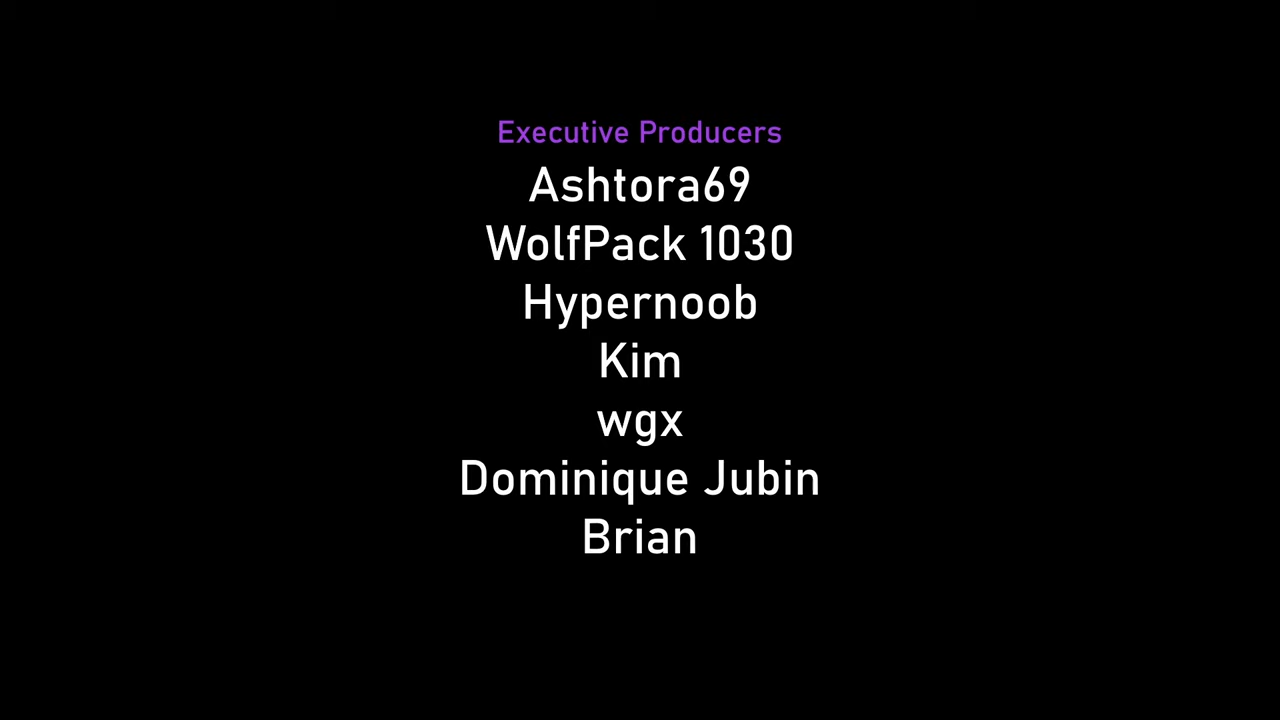 Executive Producers
Ashtora69
WolfPack 1030
Hypernoob
Kim
wgx
Dominique Jubin
Brian